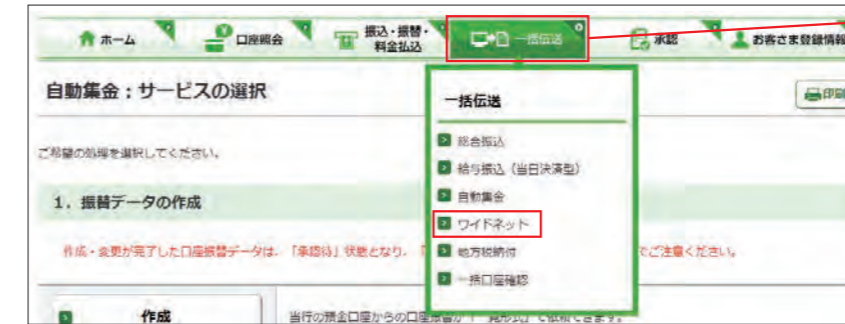 ホーム
口座照会
振込・振替・
料金払込
一括伝送
承認
お客さま登録情報
自動集金：サービスの選択
印刷
一括伝送
ご希望の処理を選択してください。
総合振込
給与振込（当日決済型）
1. 振替データの作成
自動集金
ワイドネット
作成・変更が完了した口座振替データは、「承認待」状態となり、「
地方税納付
でご注意ください。
一括口座確認
作成
当行の預金口座からの口座振替が「一覧形式」で依頼できます。